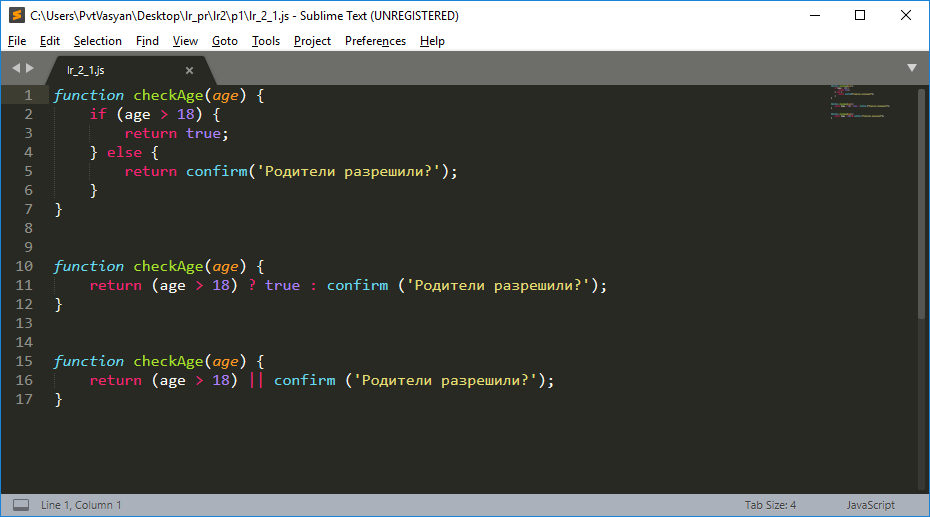 C:\Users\PvtVasyan\Desktop\lr_pr\lr2\p1\lr_2_1.js - Sublime Text (UNREGISTERED)
File Edit Selection Find View Goto Tools Project Preferences Help
lr_2_1.js
1 function checkAge(age) {
2     if (age > 18) {
3         return true;
4     } else {
5         return confirm('Родители разрешили?');
6     }
7 }
8
9
10 function checkAge(age) {
11     return (age > 18) ? true : confirm ('Родители разрешили?');
12 }
13
14
15 function checkAge(age) {
16     return (age > 18) || confirm ('Родители разрешили?');
17 }
Line 1, Column 1 Tab Size: 4 JavaScript